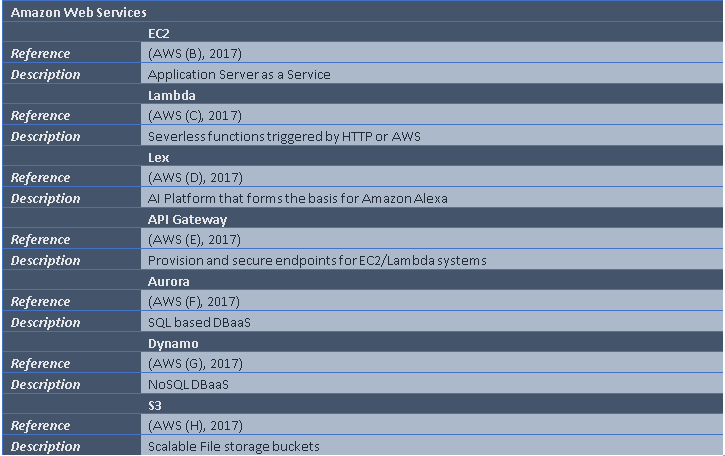 Amazon Web Services
EC2
Reference (AWS (B), 2017)
Description Application Server as a Service
Lambda
Reference (AWS (C), 2017)
Description Severless functions triggered by HTTP or AWS
Lex
Reference (AWS (D), 2017)
Description AI Platform that forms the basis for Amazon Alexa
API Gateway
Reference (AWS (E), 2017)
Description Provision and secure endpoints for EC2/Lambda systems
Aurora
Reference (AWS (F), 2017)
Description SQL based DBaaS
Dynamo
Reference (AWS (G), 2017)
Description NoSQL DBaaS
S3
Reference (AWS (H), 2017)
Description Scalable File storage buckets